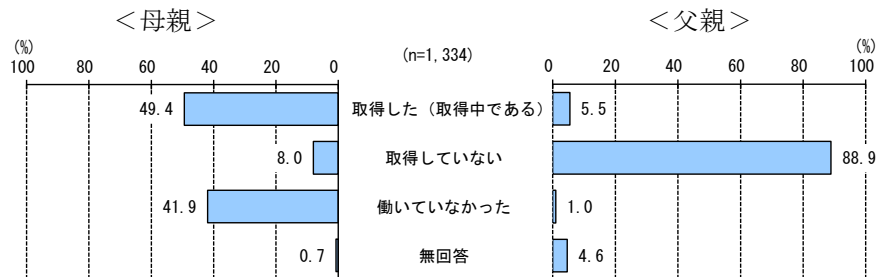 ＜母親＞ ＜父親＞
(%) (n=1,334) (%)
100 80 60 40 20 0 0 20 40 60 80 100
49.4 取得した（取得中である） 5.5
8.0 取得していない 88.9
41.9 働いていなかった 1.0
0.7 無回答 4.6